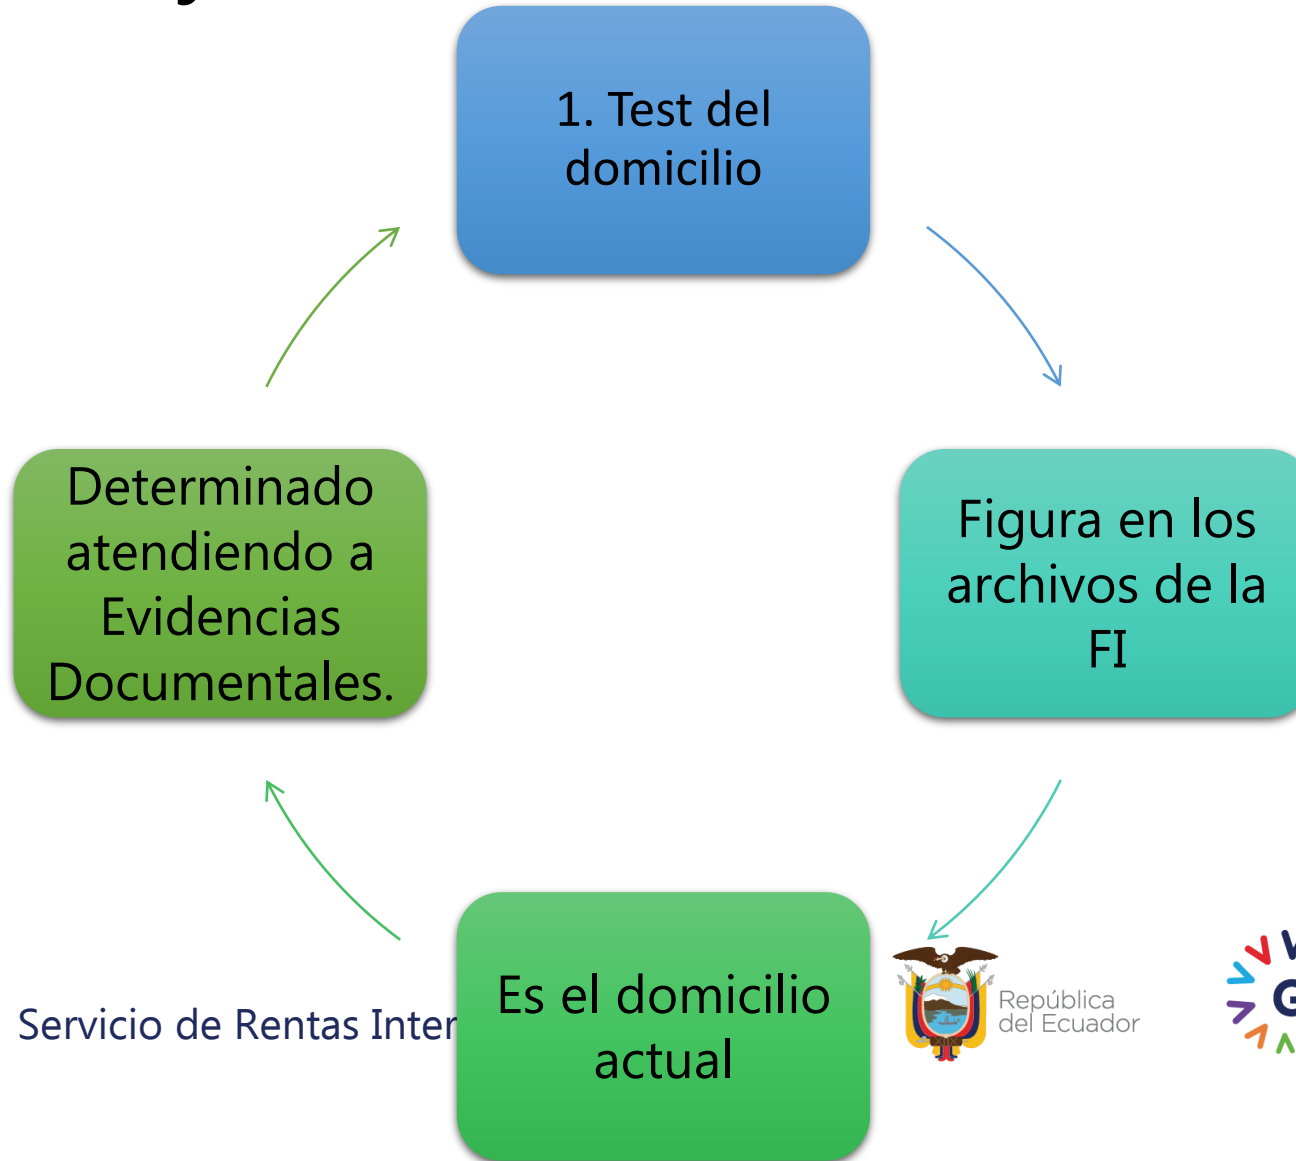 1. Test del
domicilio
Figura en los
archivos de la
FI
Es el domicilio
actual
Determinado
atendiendo a
Evidencias
Documentales.
Servicio de Rentas Inter
República
del Ecuador